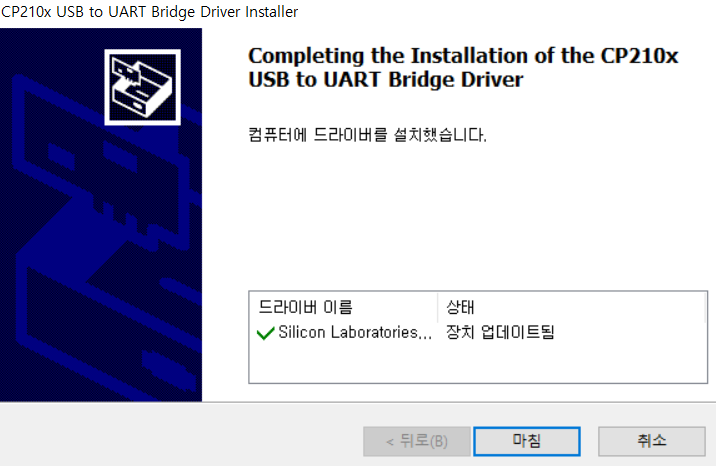 CP210x USB to UART Bridge Driver Installer
Completing the Installation of the CP210x
USB to UART Bridge Driver
컴퓨터에 드라이버를 설치했습니다.
드라이버 이름 상태
Silicon Laboratories... 장치 업데이트됨
< 뒤로(B) 마침 취소